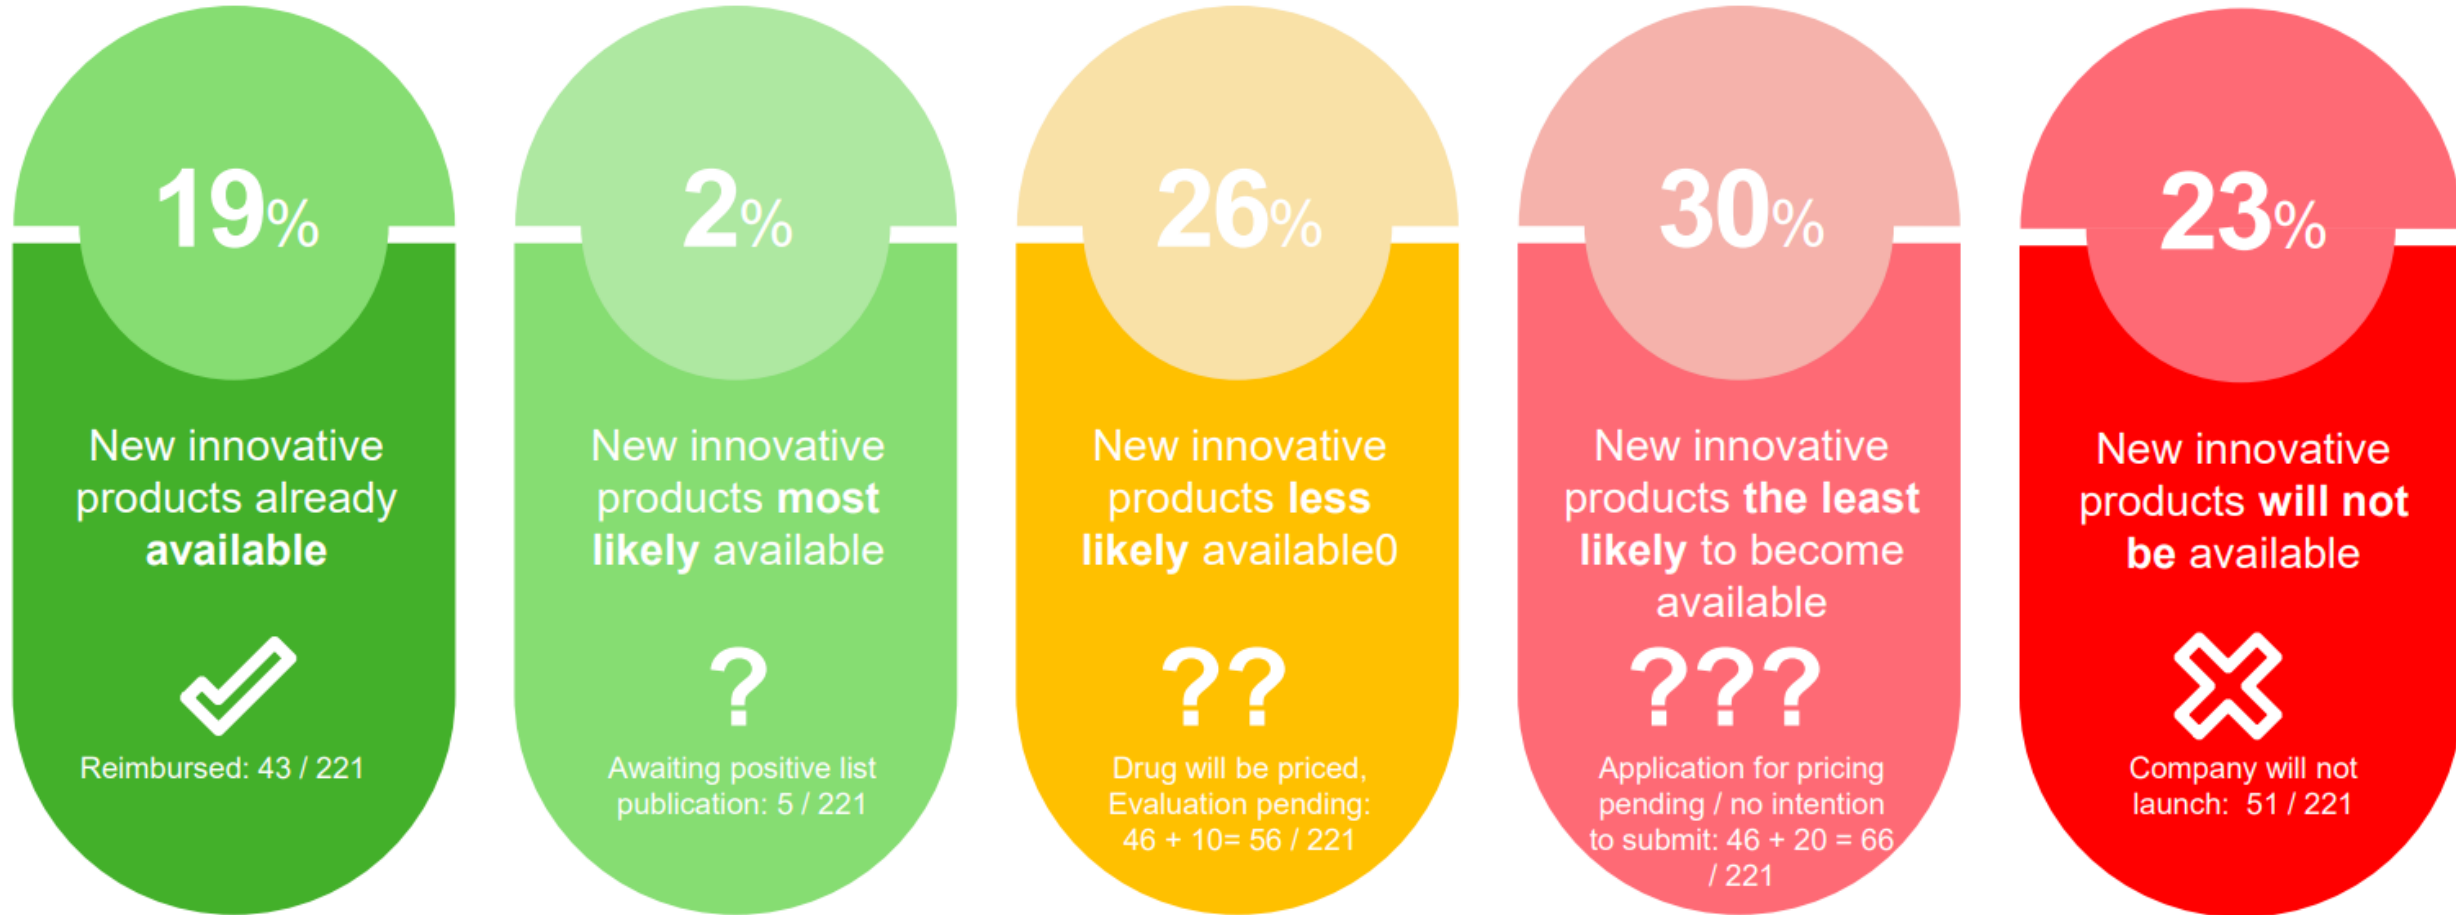 19%
New innovative
products already
available
Reimbursed: 43 / 221
2%
New innovative
products most
likely available
?
Awaiting positive list
publication: 5 / 221
26%
New innovative
products less
likely available0
??
Drug will be priced,
Evaluation pending:
46 + 10= 56 / 221
30%
New innovative
products the least
likely to become
available
???
Application for pricing
pending / no intention
to submit: 46 + 20 = 66
/ 221
23%
New innovative
products will not
be available
Company will not
launch:  51 / 221